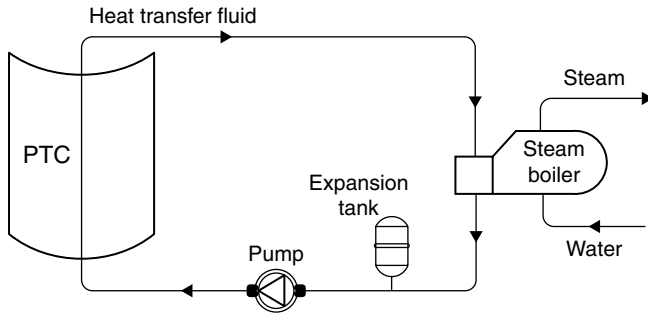 Heat transfer fluid
Steam
PTC
Steam
boiler
Expansion
tank
Water
Pump